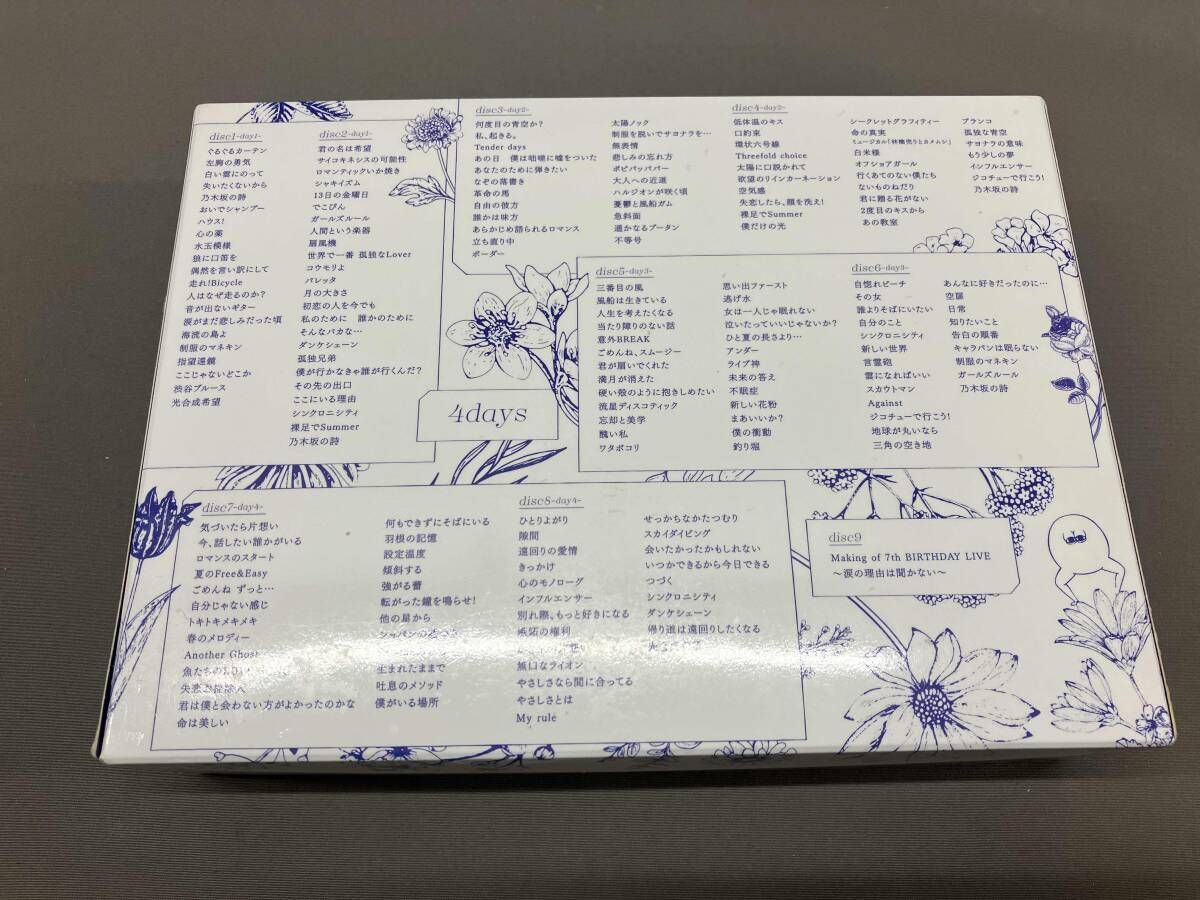 disc1-day1-
ぐるぐるカーテン
左胸の勇気
白い雲にのって
失いたくないから
乃木坂の詩
おいでシャンプー
ハウス!
心の薬
水玉模様
狼に口笛を
偶然を言い訳にして
走れ!Bicycle
人はなぜ走るのか?
音が出ないギター
涙がまだ悲しみだった頃
海流の島よ
制服のマネキン
指望遠鏡
ここじゃないどこか
渋谷ブルース
光合成希望
disc2-day1-
君の名は希望
サイコキネシスの可能性
ロマンティックいか焼き
シャキイズム
13日の金曜日
でこぴん
ガールズルール
人間という楽器
扇風機
世界で一番 孤独なLover
コウモリよ
バレッタ
月の大きさ
初恋の人を今でも
私のために 誰かのために
そんなバカな…
ダンケシェーン
孤独兄弟
僕が行かなきゃ誰が行くんだ?
その先の出口
ここにいる理由
シンクロニシティ
裸足でSummer
乃木坂の詩
disc3-day2-
何度目の青空か?
私、起きる。
Tender days
あの日 僕は咄嗟に嘘をついた
あなたのために弾きたい
なぞの落書き
革命の馬
自由の彼方
誰かは味方
あらかじめ語られるロマンス
立ち直り中
ボーダー
太陽ノック
制服を脱いでサヨナラを…
無表情
悲しみの忘れ方
ポピパッパパー
大人への近道
ハルジオンが咲く頃
憂鬱と風船ガム
急斜面
遥かなるブータン
不等号
disc4-day2-
低体温のキス
口約束
環状六号線
Threefold choice
太陽に口説かれて
欲望のリインカーネーション
空気感
失恋したら、顔を洗え!
裸足でSummer
僕だけの光
シークレットグラフィティー
命の真実
ミュージカル「林檎売りとカメムシ」
白米様
オフショアガール
行くあてのない僕たち
ないものねだり
君に贈る花がない
2度目のキスから
あの教室
ブランコ
孤独な青空
サヨナラの意味
もう少しの夢
インフルエンサー
ジコチューで行こう!
乃木坂の詩
disc5-day3-
三番目の風
風船は生きている
人生を考えたくなる
当たり障りのない話
意外BREAK
ごめんね、スムージー
君が扇いでくれた
満月が消えた
硬い殻のように抱きしめたい
流星ディスコティック
忘却と美学
醜い私
ワタボコリ
思い出ファースト
逃げ水
女は一人じゃ眠れない
泣いたっていいじゃないか?
ひと夏の長さより…
アンダー
ライブ神
未来の答え
不眠症
新しい花粉
まあいいか?
僕の衝動
釣り堀
disc6-day3-
自惚れビーチ
その女
誰よりそばにいたい
自分のこと
シンクロニシティ
新しい世界
言霊砲
雲になればいい
スカウトマン
Against
ジコチューで行こう!
地球が丸いなら
三角の空き地
あんなに好きだったのに…
空扉
日常
知りたいこと
告白の順番
キャラバンは眠らない
制服のマネキン
ガールズルール
乃木坂の詩
4days
disc7-day4-
気づいたら片想い
今、話したい誰かがいる
ロマンスのスタート
夏のFree&Easy
ごめんね ずっと…
自分じゃない感じ
トキトキメキメキ
春のメロディー
Another Ghost
魚たちの
失恋お掃除人
君は僕と会わない方がよかったのかな
命は美しい
何もできずにそばにいる
羽根の記憶
設定温度
傾斜する
強がる蕾
転がった鐘を鳴らせ!
他の星から
生まれたままで
吐息のメソッド
僕がいる場所
disc8-day4-
ひとりよがり
隙間
遠回りの愛情
きっかけ
心のモノローグ
インフルエンサー
別れ際、もっと好きになる
嫉妬の権利
無口なライオン
やさしさなら間に合ってる
やさしさとは
My rule
せっかちなかたつむり
スカイダイビング
会いたかったかもしれない
いつかできるから今日できる
つづく
シンクロニシティ
ダンケシェーン
帰り道は遠回りしたくなる
disc9
Making of 7th BIRTHDAY LIVE
～涙の理由は聞かない～